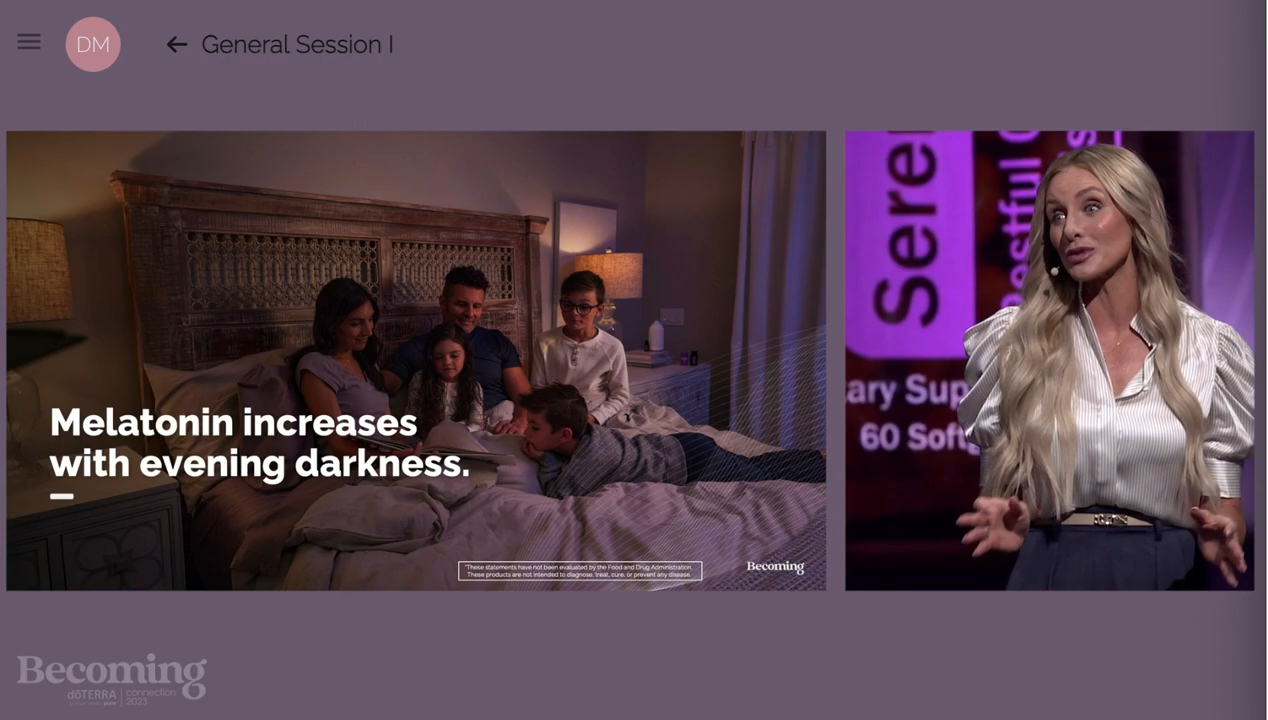 DM
← General Session I
Melatonin increases
with evening darkness.
*These statements have not been evaluated by the Food and Drug Administration.
These products are not intended to diagnose, treat, cure, or prevent any disease.
Becoming
Sere
estful
ary Sup
60 Soft
Becoming
dōTERRA | connection
2023